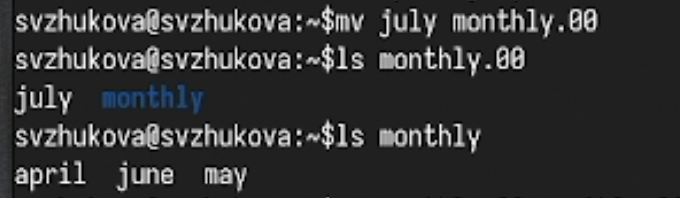 svzhukova@svzhukova:~$mv july monthly.00
svzhukova@svzhukova:~$ls monthly.00
july monthly
svzhukova@svzhukova:~$ls monthly
april june may